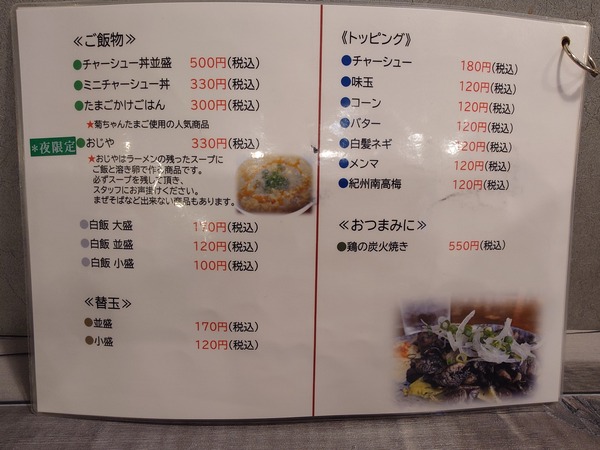 ≪ご飯物≫
●チャーシュー丼並盛 500円(税込)
●ミニチャーシュー丼 330円(税込)
●たまごかけごはん 300円(税込)
★菊ちゃんたまご使用の人気商品
*夜限定
●おじや 330円(税込)
★おじやはラーメンの残ったスープに
ご飯と溶き卵で作る商品です。
必ずスープを残して頂き、
スタッフにお声掛けください。
まぜそばなど出来ない商品もあります。
●白飯 大盛 円(税込)
●白飯 並盛 120円(税込)
●白飯 小盛 100円(税込)
≪替玉≫
●並盛 170円(税込)
●小盛 120円(税込)
《トッピング》
●チャーシュー 180円(税込)
●味玉 120円(税込)
●コーン 120円(税込)
●バター 120円(税込)
●白髪ネギ 120円(税込)
●メンマ 120円(税込)
●紀州南高梅 120円(税込)
≪おつまみに≫
●鶏の炭火焼き 550円(税込)